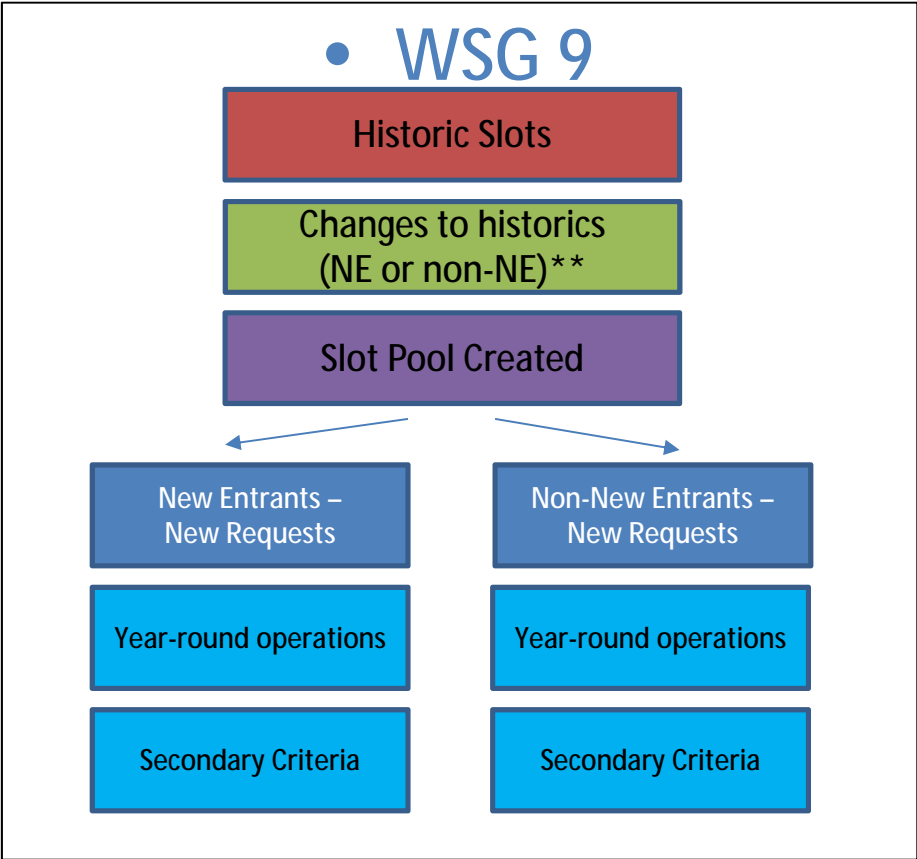 • WSG 9
Historic Slots
Changes to historics
(NE or non-NE)**
Slot Pool Created
New Entrants –
New Requests
Non-New Entrants –
New Requests
Year-round operations
Year-round operations
Secondary Criteria
Secondary Criteria